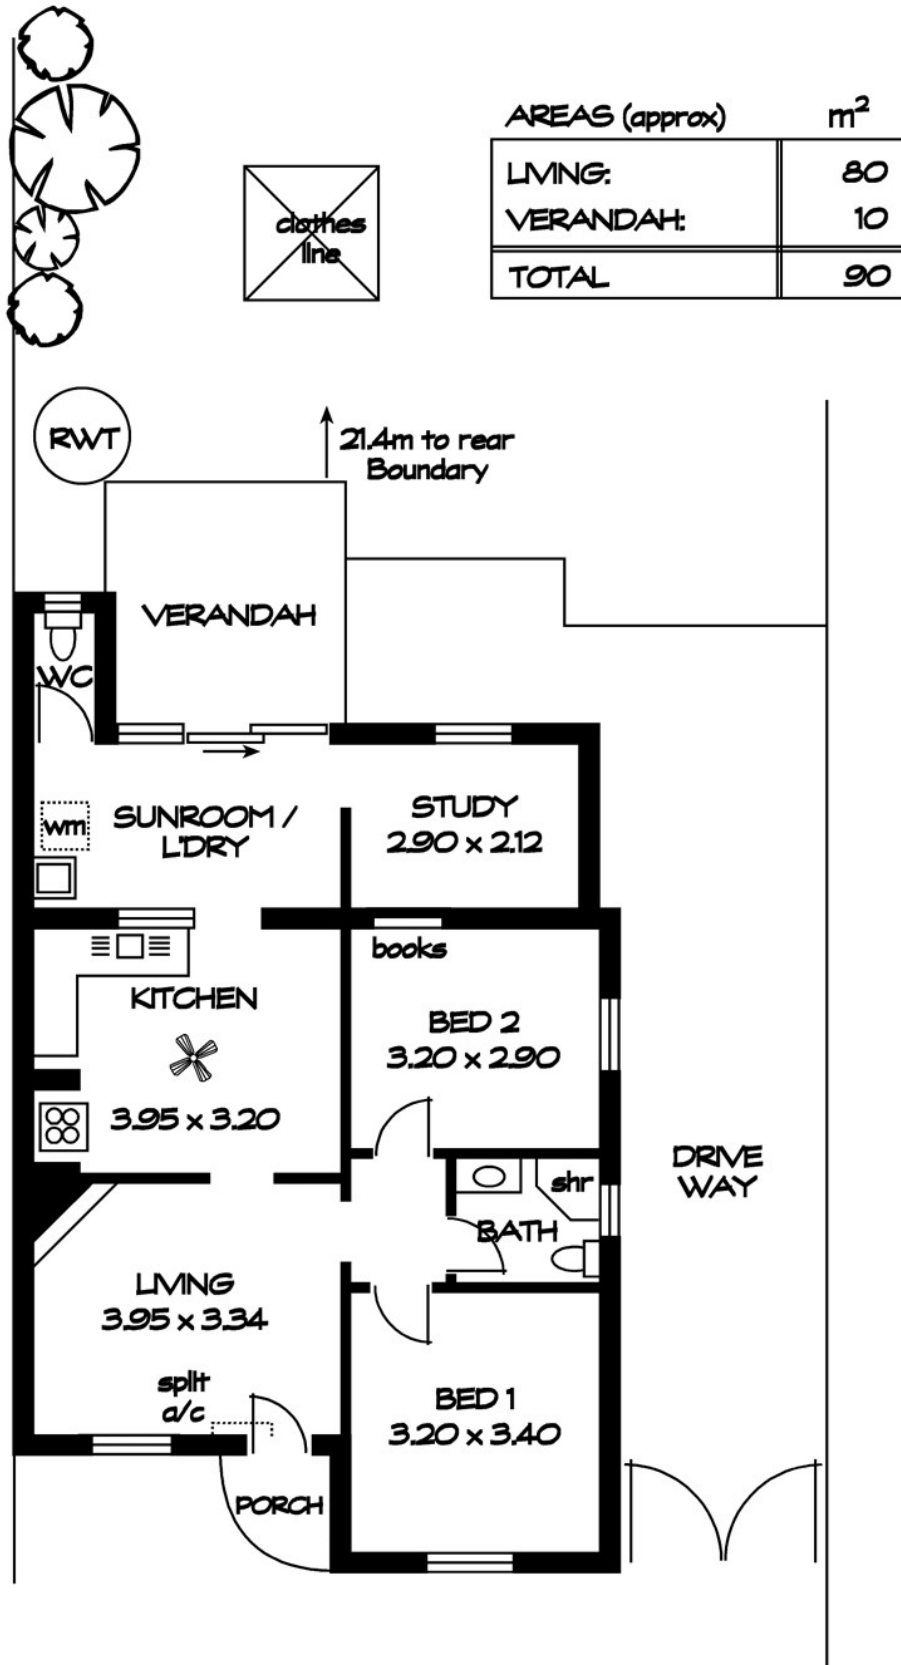 AREAS (approx) m²
LIVING: 80
VERANDAH: 10
TOTAL 90
clothes
line
RWT
21.4m to rear
Boundary
VERANDAH
WC
wm
SUNROOM /
L'DRY
STUDY
2.90 x 2.12
books
KITCHEN
3.95 x 3.20
BED 2
3.20 x 2.90
DRIVE
WAY
shr
BATH
LIVING
3.95 x 3.34
split
a/c
BED 1
3.20 x 3.40
PORCH